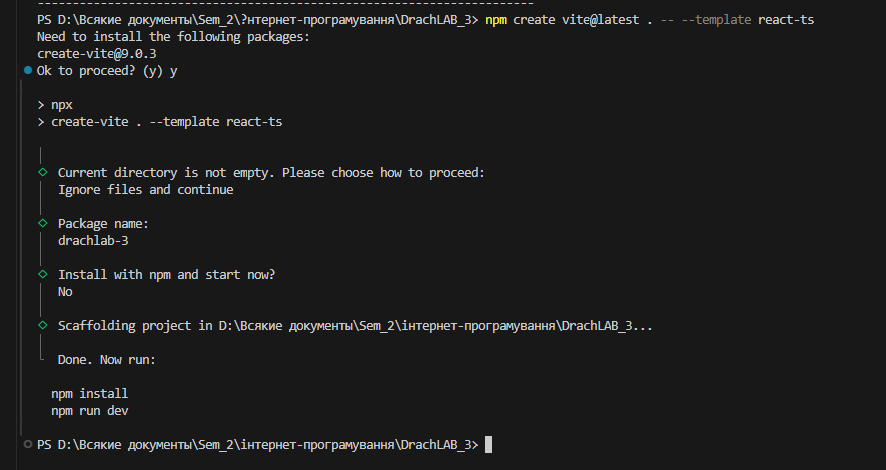 PS D:\Всякие документы\Sem_2\?нтернет-програмування\DrachLAB_3> npm create vite@latest . -- --template react-ts
Need to install the following packages:
create-vite@9.0.3
Ok to proceed? (y) y
> npx
> create-vite . --template react-ts
Current directory is not empty. Please choose how to proceed:
Ignore files and continue
Package name:
drachlab-3
Install with npm and start now?
No
Scaffolding project in D:\Всякие документы\Sem_2\інтернет-програмування\DrachLAB_3...
Done. Now run:
npm install
npm run dev
PS D:\Всякие документы\Sem_2\інтернет-програмування\DrachLAB_3>